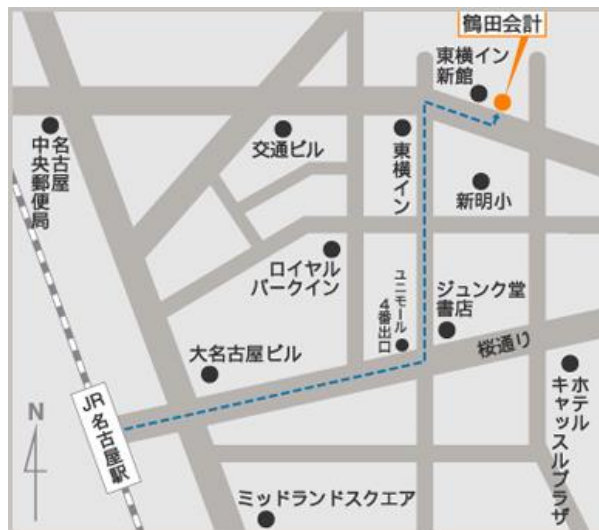 鶴田会計
東横イン
新館
名古屋
中央郵便局
交通ビル
東横イン
新明小
ロイヤル
パークイン
ユニモール
4番出口
ジュンク堂
書店
桜通り
大名古屋ビル
ホテル
キャッスルプラザ
JR名古屋駅
N
ミッドランドスクエア